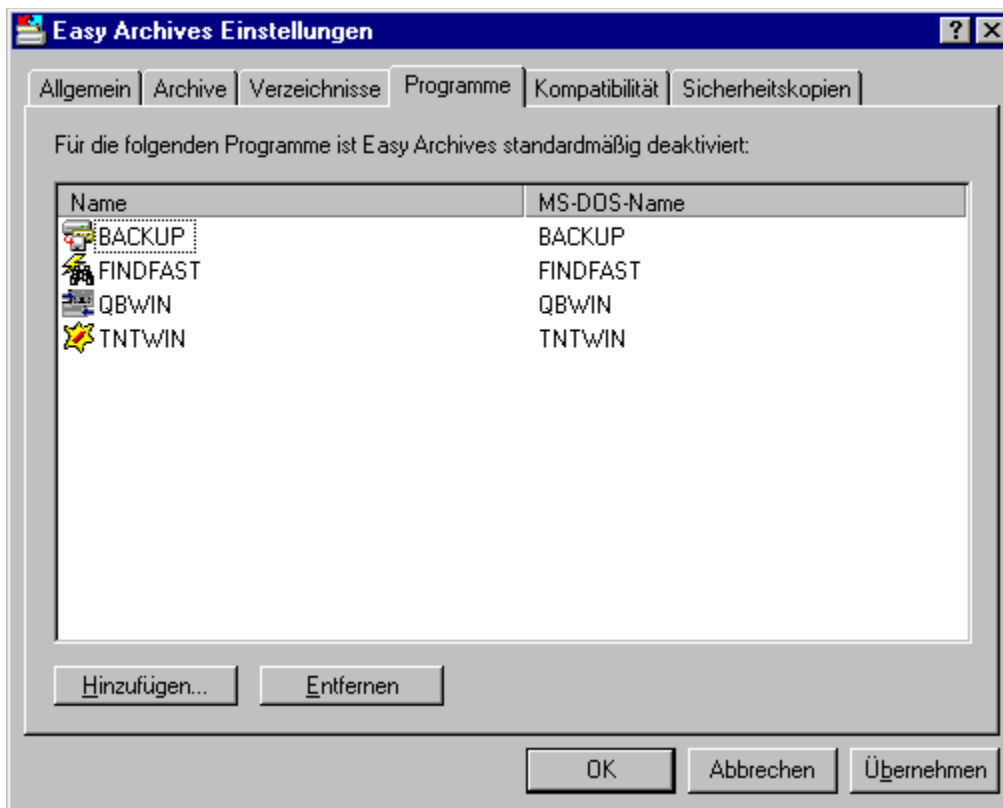 Easy Archives Einstellungen
Allgemein Archive Verzeichnisse Programme Kompatibilität Sicherheitskopien
Für die folgenden Programme ist Easy Archives standardmäßig deaktiviert:
Name MS-DOS-Name
BACKUP BACKUP
FINDFAST FINDFAST
QBWIN QBWIN
TNTWIN TNTWIN
Hinzufügen... Entfernen
OK Abbrechen Übernehmen